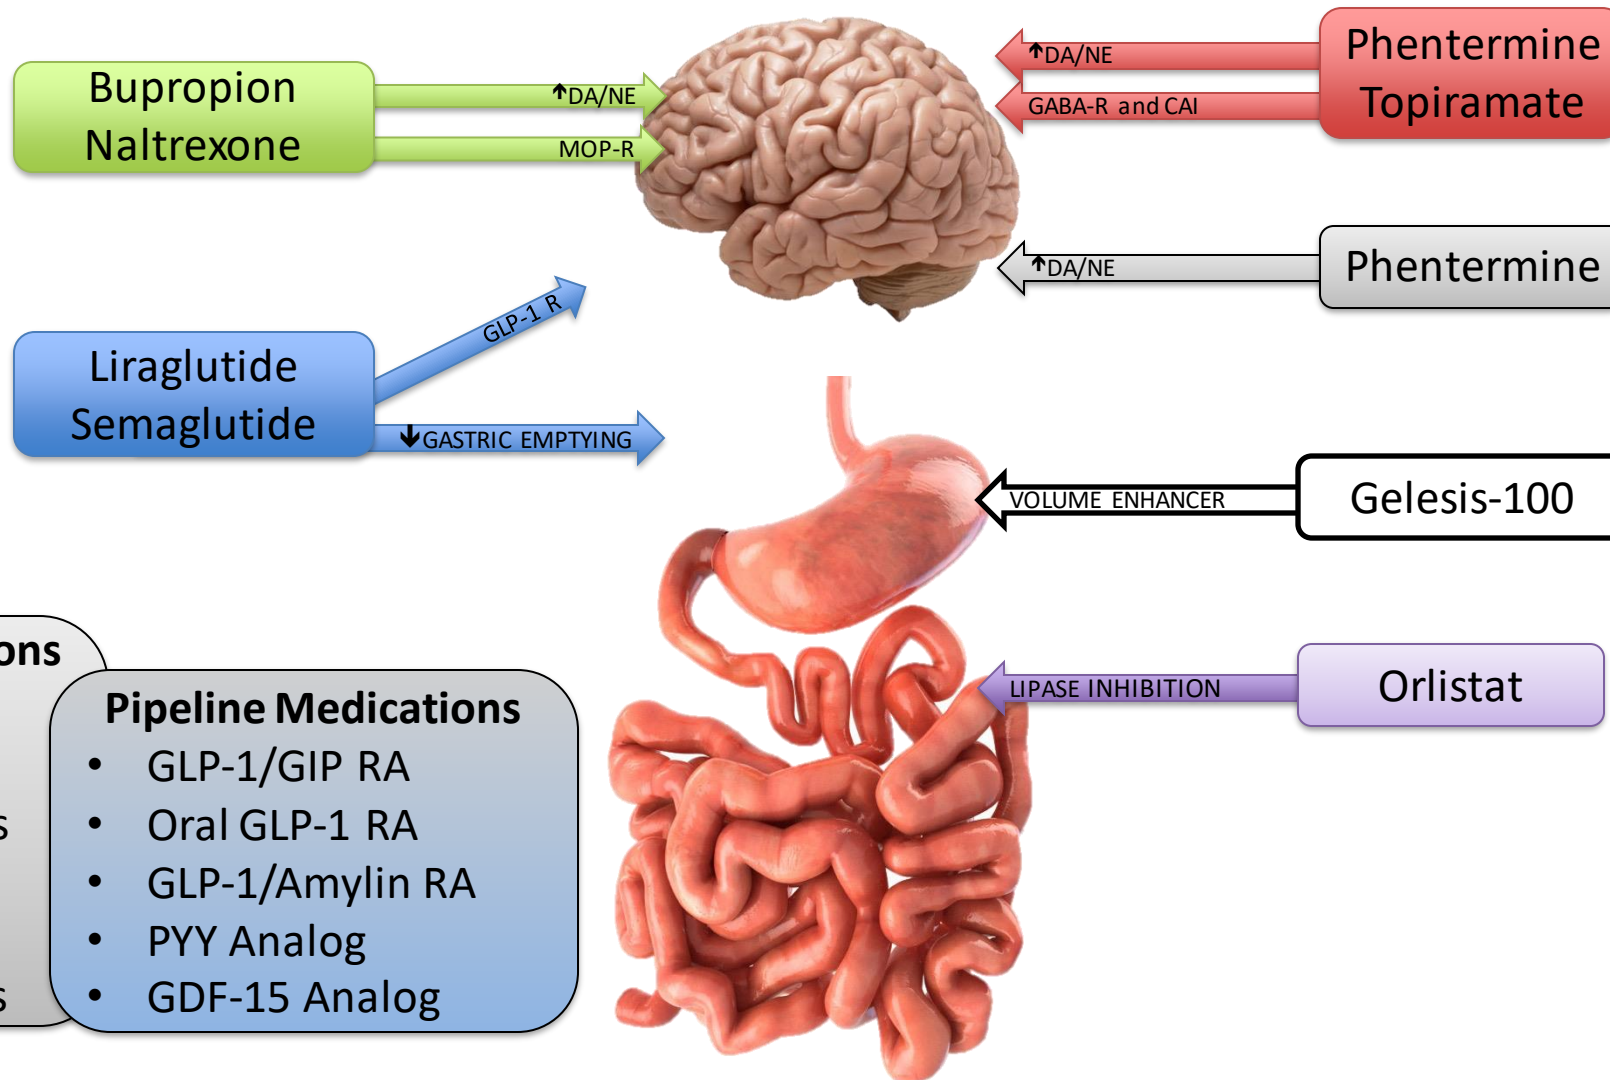 Bupropion
Naltrexone
↑DA/NE
MOP-R
Phentermine
Topiramate
↑DA/NE
GABA-R and CAI
Phentermine
↑DA/NE
Liraglutide
Semaglutide
GLP-1 R
↓GASTRIC EMPTYING
Gelesis-100
VOLUME ENHANCER
Orlistat
LIPASE INHIBITION
Pipeline Medications
• GLP-1/GIP RA
• Oral GLP-1 RA
• GLP-1/Amylin RA
• PYY Analog
• GDF-15 Analog